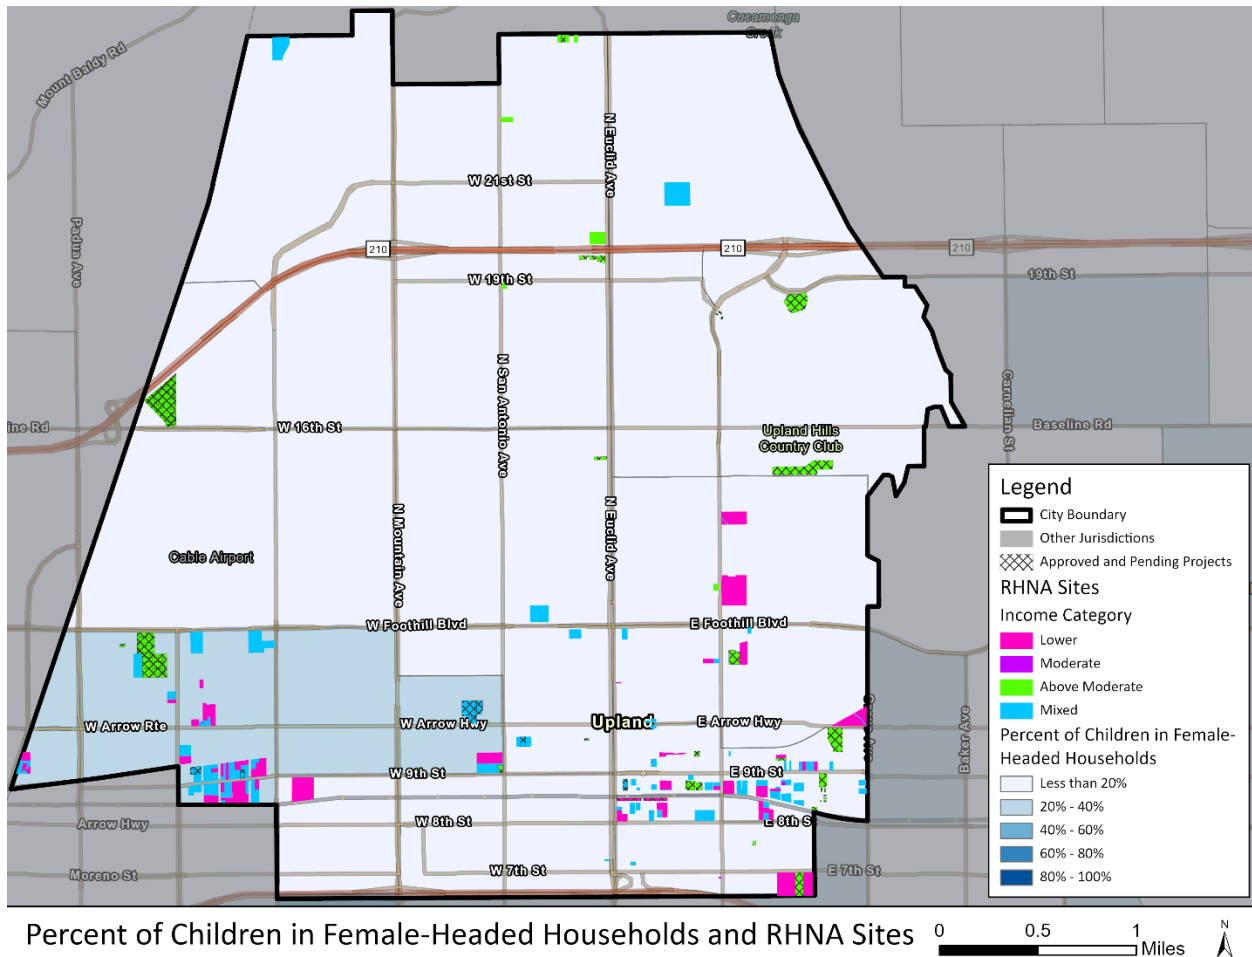 Cucamonga
Creek
Mount Baldy Rd
N Euclid Ave
W 21st St
Padua Ave
210
210
210
W 19th St
19th St
N San Antonio Ave
Carnelian St
ine Rd
W 16th St
Baseline Rd
Upland Hills
Country Club
N Mountain Ave
N Euclid Ave
Cable Airport
W Foothill Blvd
E Foothill Blvd
W Arrow Rte
W Arrow Hwy
Upland
E Arrow Hwy
Baker Ave
W 9th St
E 9th St
Arrow Hwy
W 8th St
E 8th S
Moreno St
W 7th St
E 7th St
Legend
City Boundary
Other Jurisdictions
Approved and Pending Projects
RHNA Sites
Income Category
Lower
Moderate
Above Moderate
Mixed
Percent of Children in Female-
Headed Households
Less than 20%
20% - 40%
40% - 60%
60% - 80%
80% - 100%
Percent of Children in Female-Headed Households and RHNA Sites
0 0.5 1
Miles
N